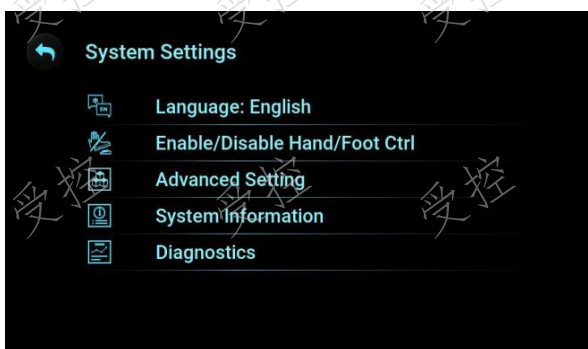 受控 受控 受控
System Settings
Language: English
Enable/Disable Hand/Foot Ctrl
Advanced Setting
System Information
Diagnostics
受控 受控 受控